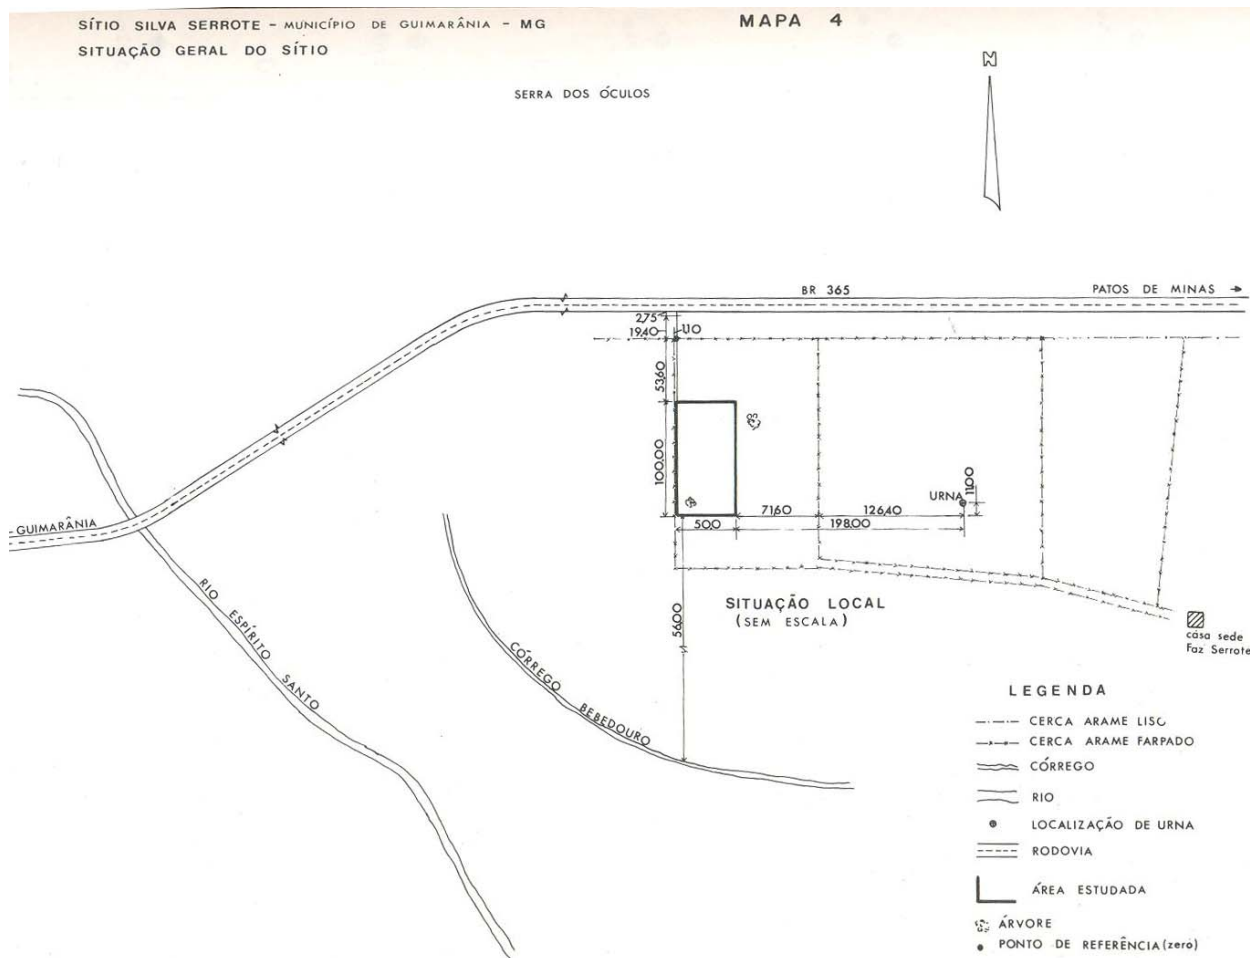 SÍTIO SILVA SERROTE - MUNICÍPIO DE GUIMARÂNIA - MG
MAPA 4
SITUAÇÃO GERAL DO SÍTIO
N
SERRA DOS ÓCULOS
BR 365
PATOS DE MINAS
2,75
19,40
1,10
53,60
100,00
URNA
11,00
GUIMARÂNIA
71,60
126,40
50,0
198,00
RIO ESPÍRITO SANTO
56,00
SITUAÇÃO LOCAL
(SEM ESCALA)
casa sede
Faz Serrote
CÓRREGO BEBEDOURO
LEGENDA
CERCA ARAME LISO
CERCA ARAME FARPADO
CÓRREGO
RIO
LOCALIZAÇÃO DE URNA
RODOVIA
ÁREA ESTUDADA
ÁRVORE
PONTO DE REFERÊNCIA (zero)